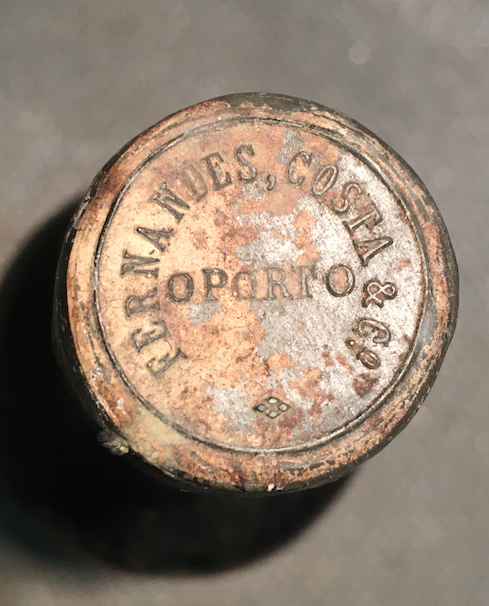 FERNANDES, COSTA & Cº
OPORTO